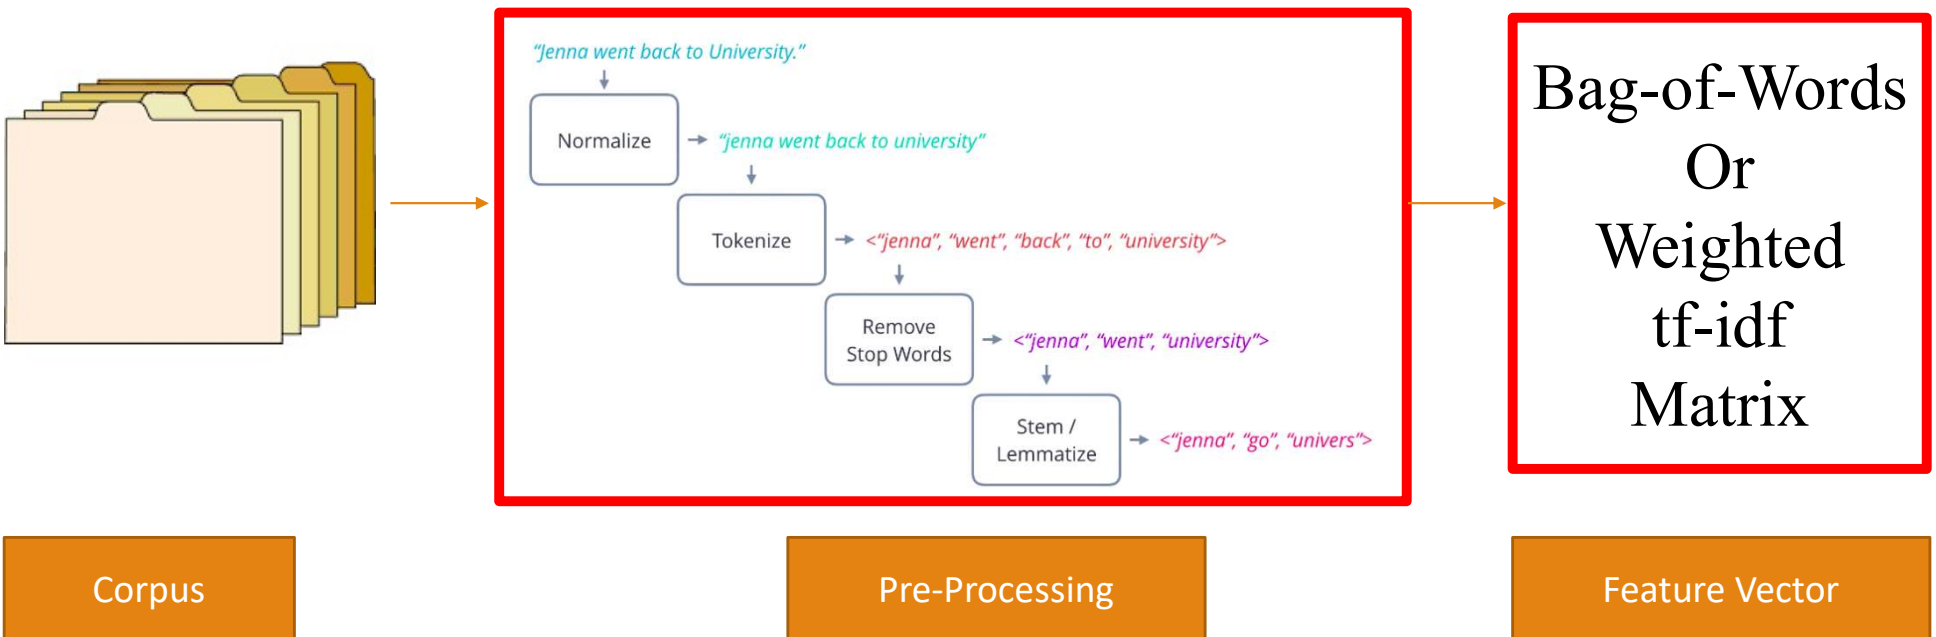 “Jenna went back to University.”
Normalize
“jenna went back to university”
Tokenize
<“jenna”, “went”, “back”, “to”, “university”>
Remove
Stop Words
<“jenna”, “went”, “university”>
Stem /
Lemmatize
<“jenna”, “go”, “univers”>
Bag-of-Words
Or
Weighted
tf-idf
Matrix
Corpus
Pre-Processing
Feature Vector